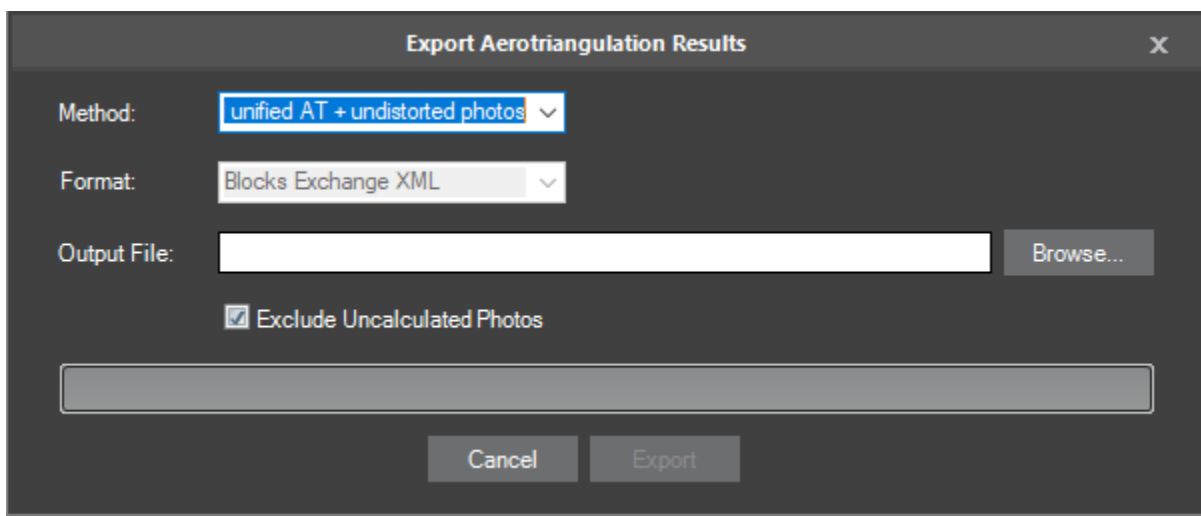 Export Aerotriangulation Results x
Method: unified AT + undistorted photos
Format: Blocks Exchange XML
Output File: Browse...
Exclude Uncalculated Photos
Cancel Export